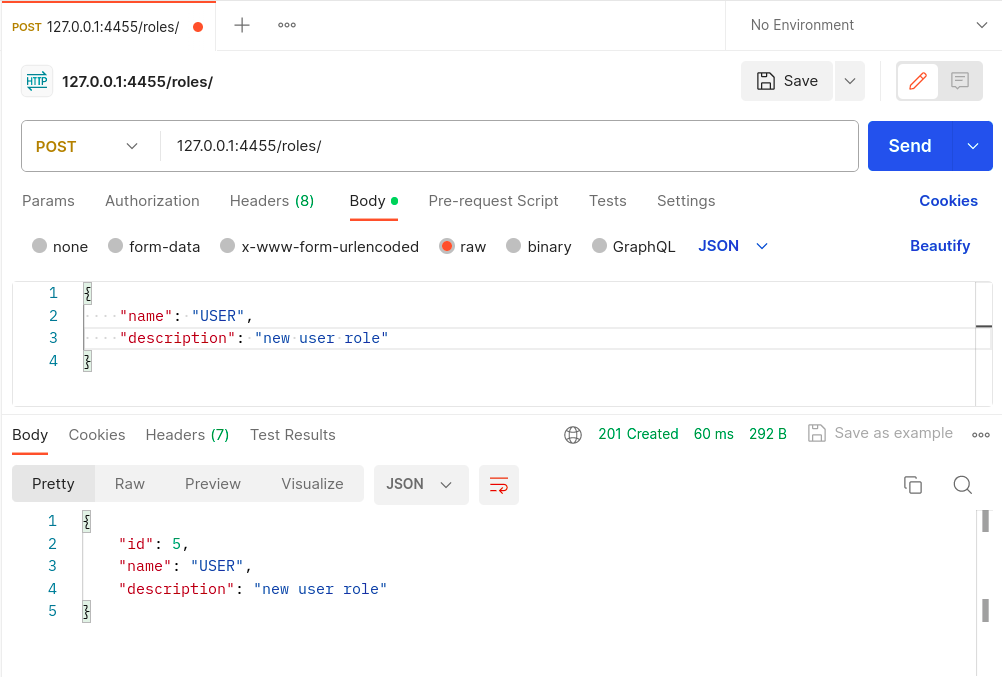 POST 127.0.0.1:4455/roles/ No Environment
HTTP 127.0.0.1:4455/roles/ Save
POST 127.0.0.1:4455/roles/ Send
Params Authorization Headers (8) Body Pre-request Script Tests Settings Cookies
none form-data x-www-form-urlencoded raw binary GraphQL JSON Beautify
1 {
2 "name": "USER",
3 "description": "new user role"
4 }
Body Cookies Headers (7) Test Results 201 Created 60 ms 292 B Save as example
Pretty Raw Preview Visualize JSON
1 {
2 "id": 5,
3 "name": "USER",
4 "description": "new user role"
5 }